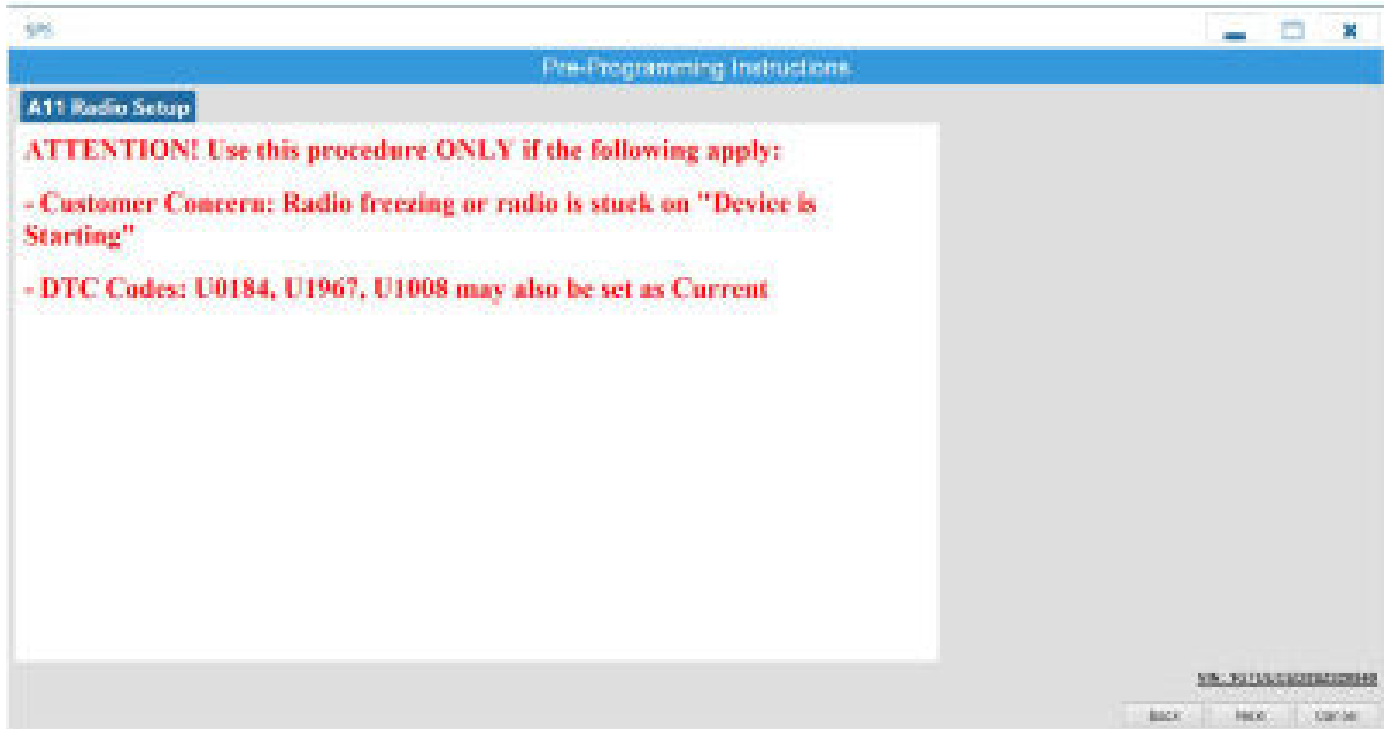 SPS
Pre-Programming Instructions
A11 Radio Setup
ATTENTION! Use this procedure ONLY if the following apply:
- Customer Concern: Radio freezing or radio is stuck on "Device is
Starting"
- DTC Codes: U0184, U1967, U1008 may also be set as Current
Back Next Cancel